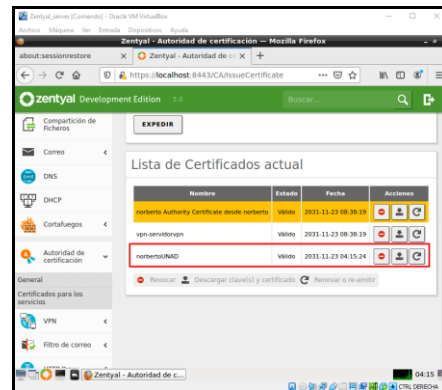 Zentyal_server [Corriendo] - Oracle VM VirtualBox
Archivo Máquina Ver Entrada Dispositivos Ayuda
Zentyal - Autoridad de certificación — Mozilla Firefox
about:sessionrestore
Zentyal - Autoridad de ce
https://localhost:8443/CA/IssueCertificate
zentyal Development Edition 5.0
Buscar...
Compartición de Ficheros
Correo
DNS
DHCP
Cortafuegos
Autoridad de certificación
General
Certificados para los servicios
VPN
Filtro de correo
EXPEDIR
Lista de Certificados actual
Nombre Estado Fecha Acciones
norberto Authority Certificate desde norberto Válido 2031-11-23 08:38:19
vpn-servidorvpn Válido 2031-11-23 08:38:19
norbertoUNAD Válido 2031-11-23 04:15:24
Revocar Descargar clave(s) y certificado Renovar o re-emitir
Zentyal - Autoridad de c...
04:15
CTRL DERECHA